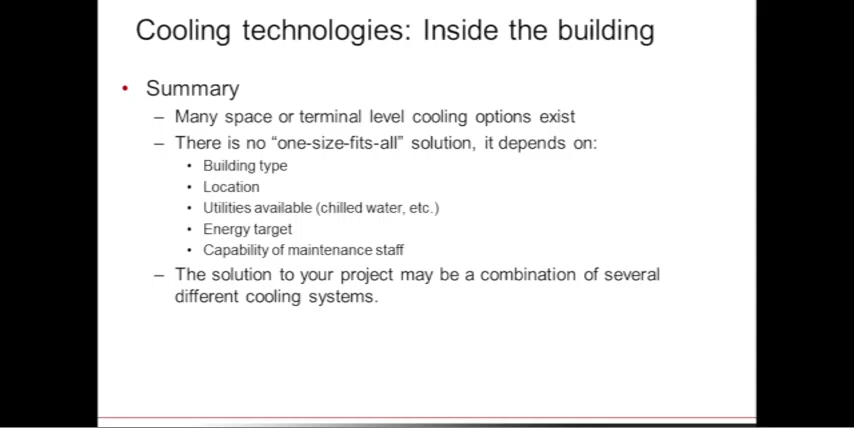 Cooling technologies: Inside the building
• Summary
– Many space or terminal level cooling options exist
– There is no “one-size-fits-all” solution, it depends on:
• Building type
• Location
• Utilities available (chilled water, etc.)
• Energy target
• Capability of maintenance staff
– The solution to your project may be a combination of several
different cooling systems.